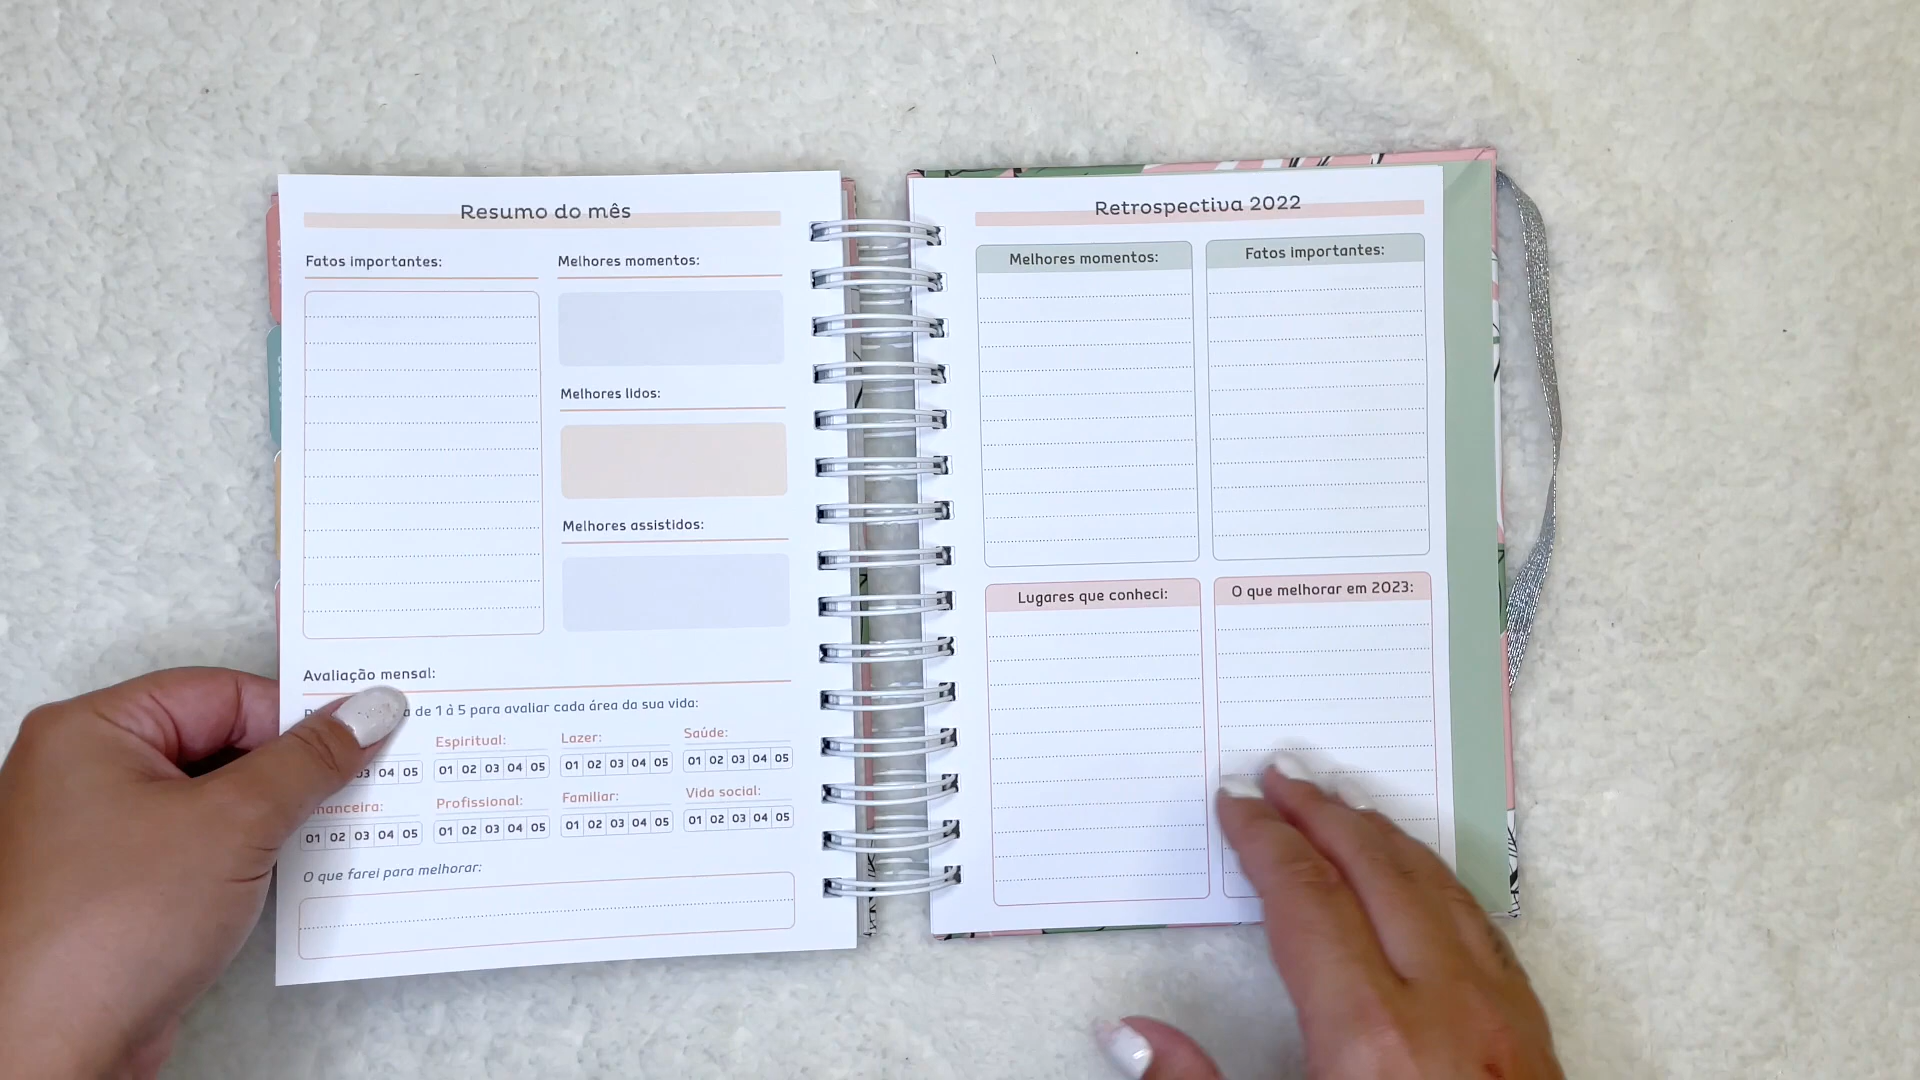 Resumo do mês
Fatos importantes:
Melhores momentos:
Melhores lidos:
Melhores assistidos:
Avaliação mensal:
de 1 à 5 para avaliar cada área da sua vida:
Espiritual:
Lazer:
Saúde:
03 04 05
01 02 03 04 05
01 02 03 04 05
01 02 03 04 05
Profissional:
Familiar:
Vida social:
01 02 03 04 05
01 02 03 04 05
01 02 03 04 05
01 02 03 04 05
O que farei para melhorar:
Retrospectiva 2022
Melhores momentos:
Fatos importantes:
Lugares que conheci:
O que melhorar em 2023: